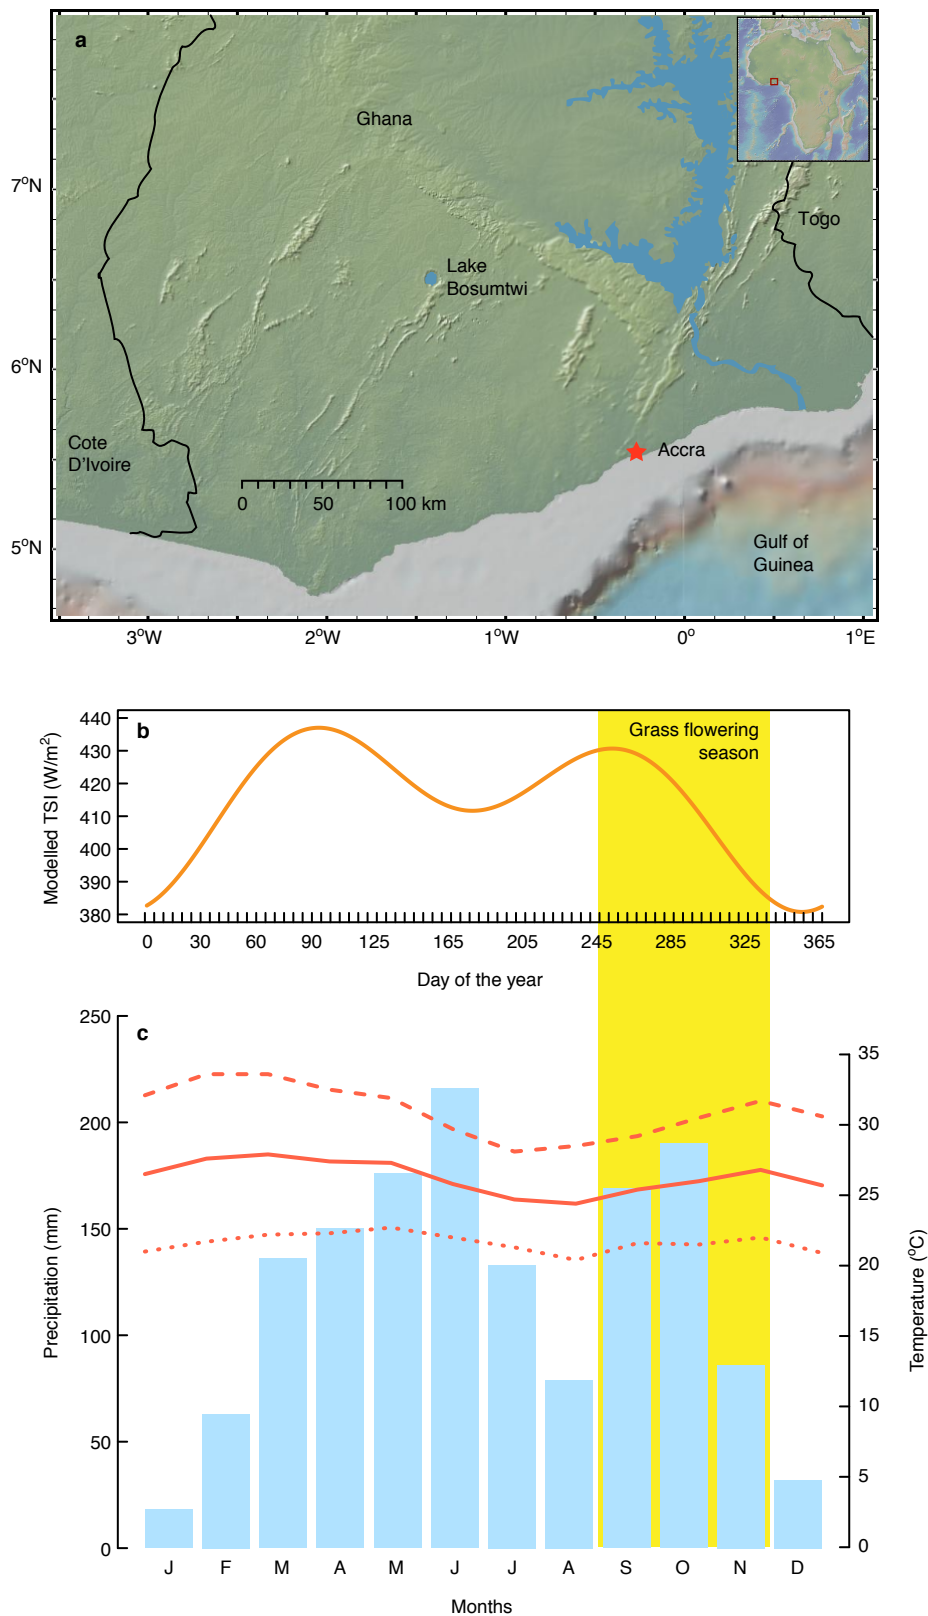 a
Ghana
Togo
Lake
Bosumtwi
Cote
D'Ivoire
Accra
0 50 100 km
Gulf of
Guinea
7°N
6°N
5°N
3°W 2°W 1°W 0° 1°E
b
Grass flowering
season
Modelled TSI (W/m²)
440
430
420
410
400
390
380
0 30 60 90 125 165 205 245 285 325 365
Day of the year
c
Precipitation (mm)
250
200
150
100
50
0
35
30
25
20
15
10
5
0
Temperature (°C)
J F M A M J J A S O N D
Months